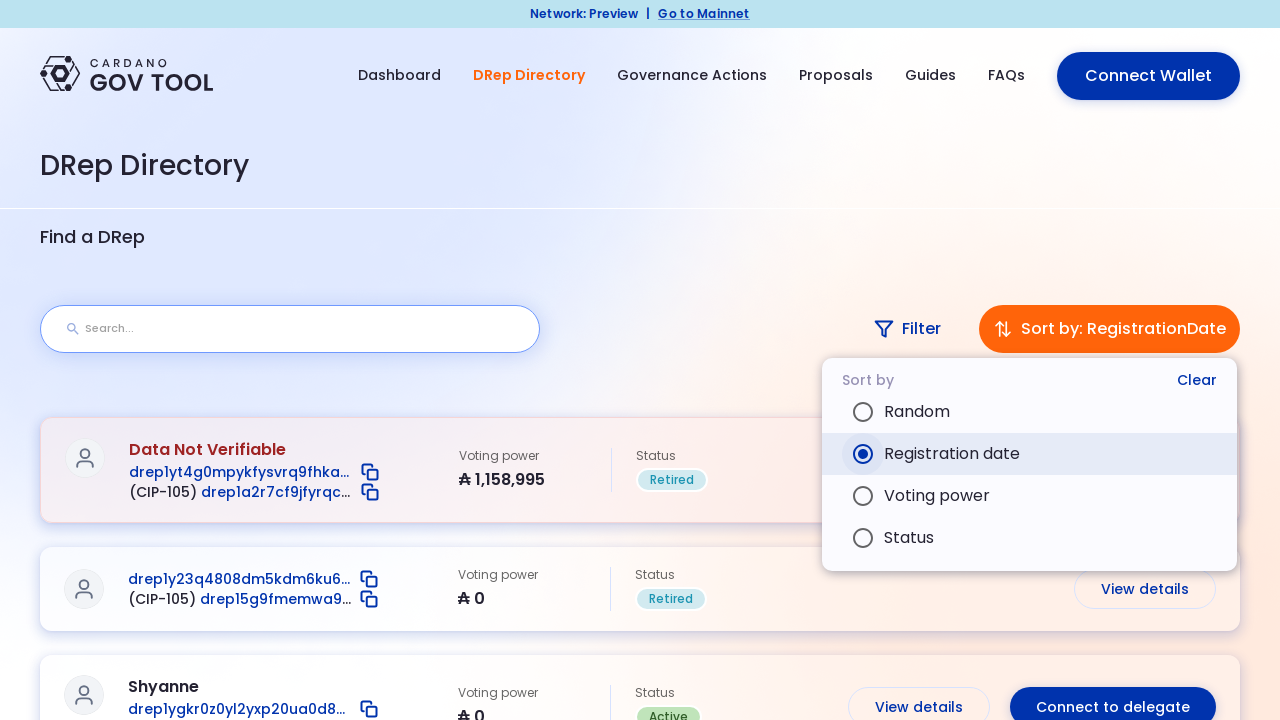 Network: Preview | Go to Mainnet
CARDANO
GOV TOOL
Dashboard DRep Directory Governance Actions Proposals Guides FAQs Connect Wallet
DRep Directory
Find a DRep
Search...
Filter
Sort by: RegistrationDate
Sort by Clear
Random
Registration date
Voting power
Status
Data Not Verifiable
drep1yt4g0mpykfysvrq9fhka...
(CIP-105) drep1a2r7cf9jfyrqc...
Voting power
₳ 1,158,995
Status
Retired
drep1y23q4808dm5kdm6ku6...
(CIP-105) drep15g9fmemwa9...
Voting power
₳ 0
Status
Retired
View details
Shyanne
drep1ygkr0z0yl2yxp20ua0d8...
Voting power
₳ 0
Status
Active
View details
Connect to delegate